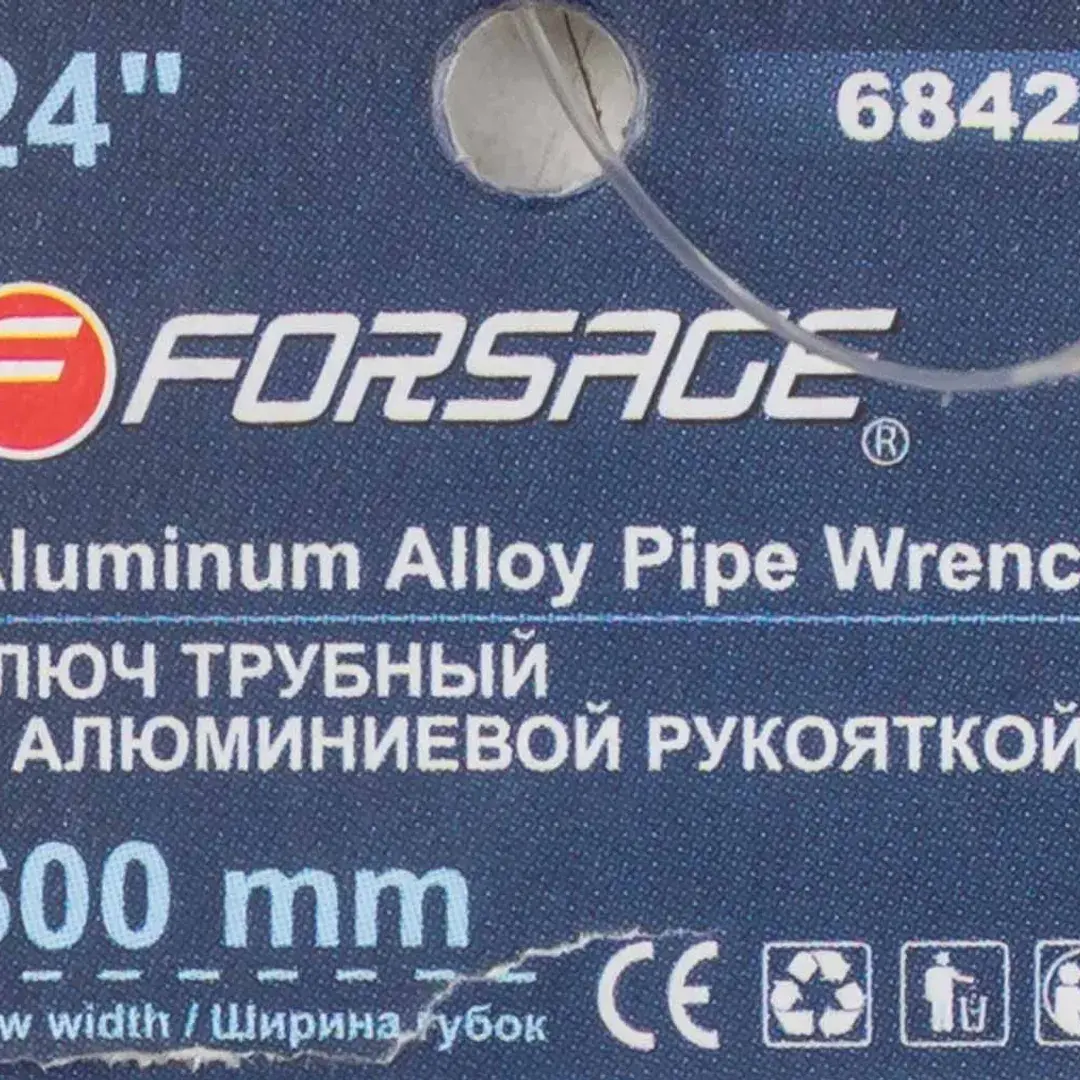 24"
6842
FORSAGE ®
Aluminum Alloy Pipe Wrenc
ЛЮЧ ТРУБНЫЙ
АЛЮМИНИЕВОЙ РУКОЯТКОЙ
600 mm
w width / Ширина губок
CE